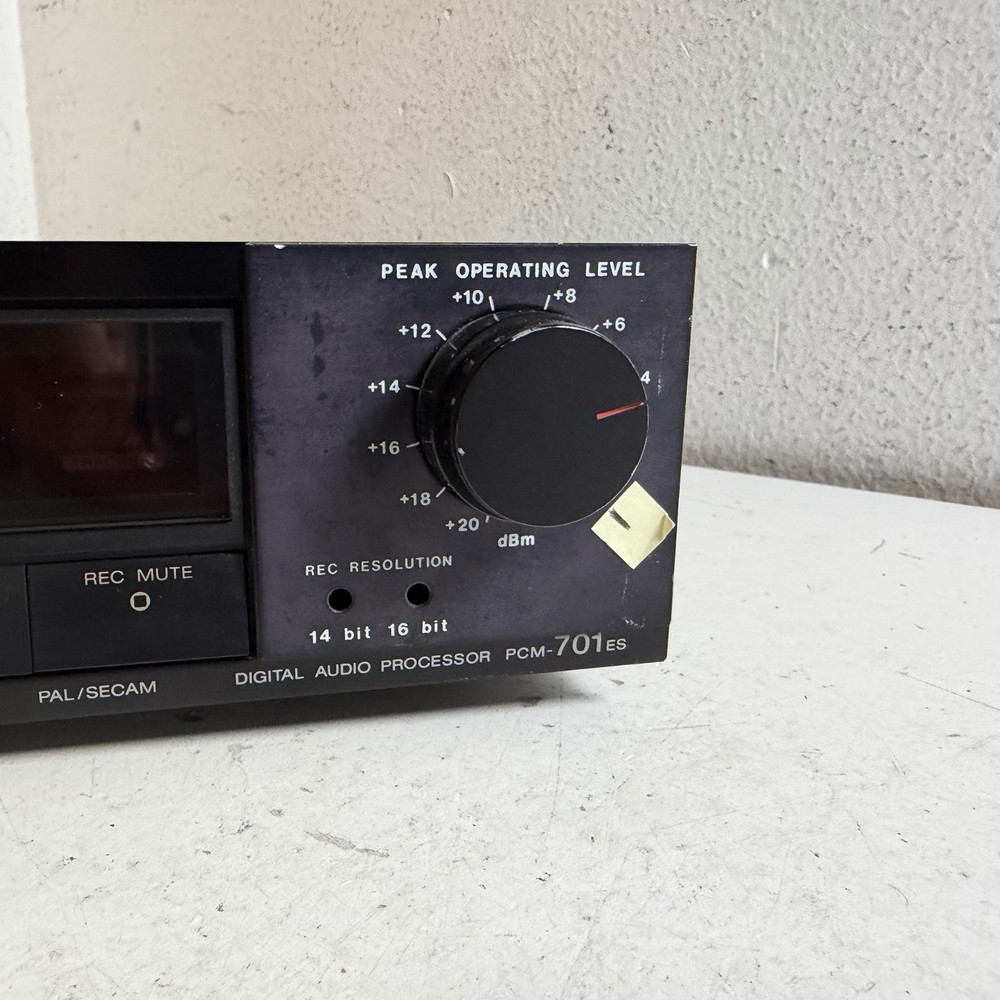 PEAK OPERATING LEVEL
+10 +8
+12 +6
+14 4
+16
+18
+20
dBm
REC MUTE
REC RESOLUTION
14 bit 16 bit
PAL/SECAM
DIGITAL AUDIO PROCESSOR PCM-701ES